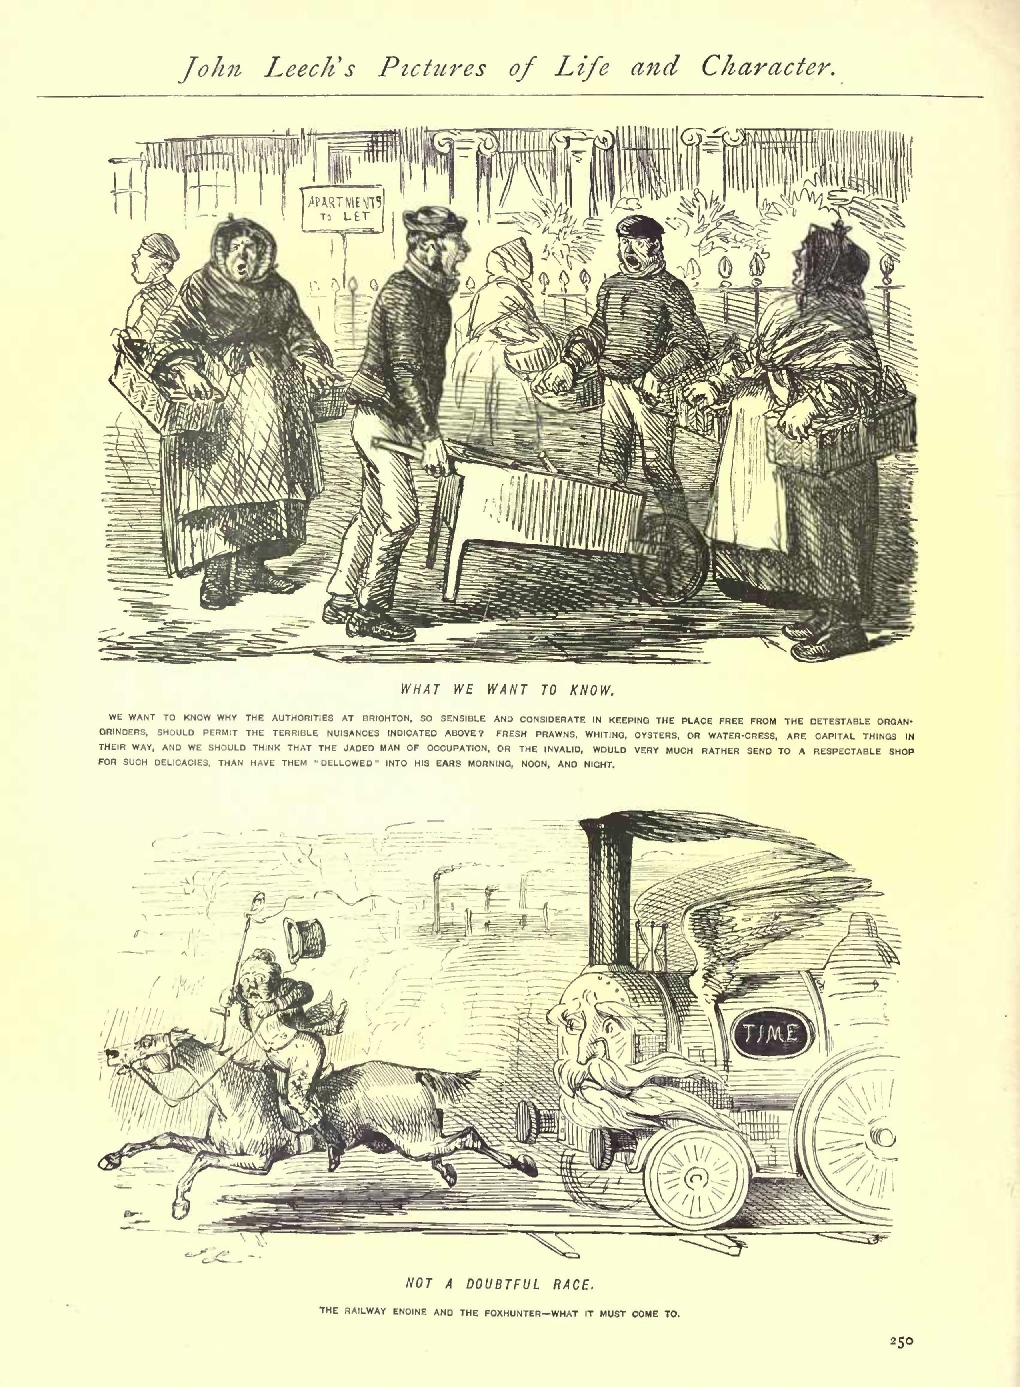 John Leech's Pictures of Life and Character.
APARTMENTS
TO LET
WHAT WE WANT TO KNOW.
WE WANT TO KNOW WHY THE AUTHORITIES AT BRIGHTON, SO SENSIBLE AND CONSIDERATE IN KEEPING THE PLACE FREE FROM THE DETESTABLE ORGAN-
GRINDERS, SHOULD PERMIT THE TERRIBLE NUISANCES INDICATED ABOVE? FRESH PRAWNS, WHITING, OYSTERS, OR WATER-CRESS, ARE CAPITAL THINGS IN
THEIR WAY, AND WE SHOULD THINK THAT THE JADED MAN OF OCCUPATION, OR THE INVALID, WOULD VERY MUCH RATHER SEND TO A RESPECTABLE SHOP
FOR SUCH DELICACIES, THAN HAVE THEM "BELLOWED" INTO HIS EARS MORNING, NOON, AND NIGHT.
TIME
NOT A DOUBTFUL RACE.
THE RAILWAY ENGINE AND THE FOXHUNTER—WHAT IT MUST COME TO.
250